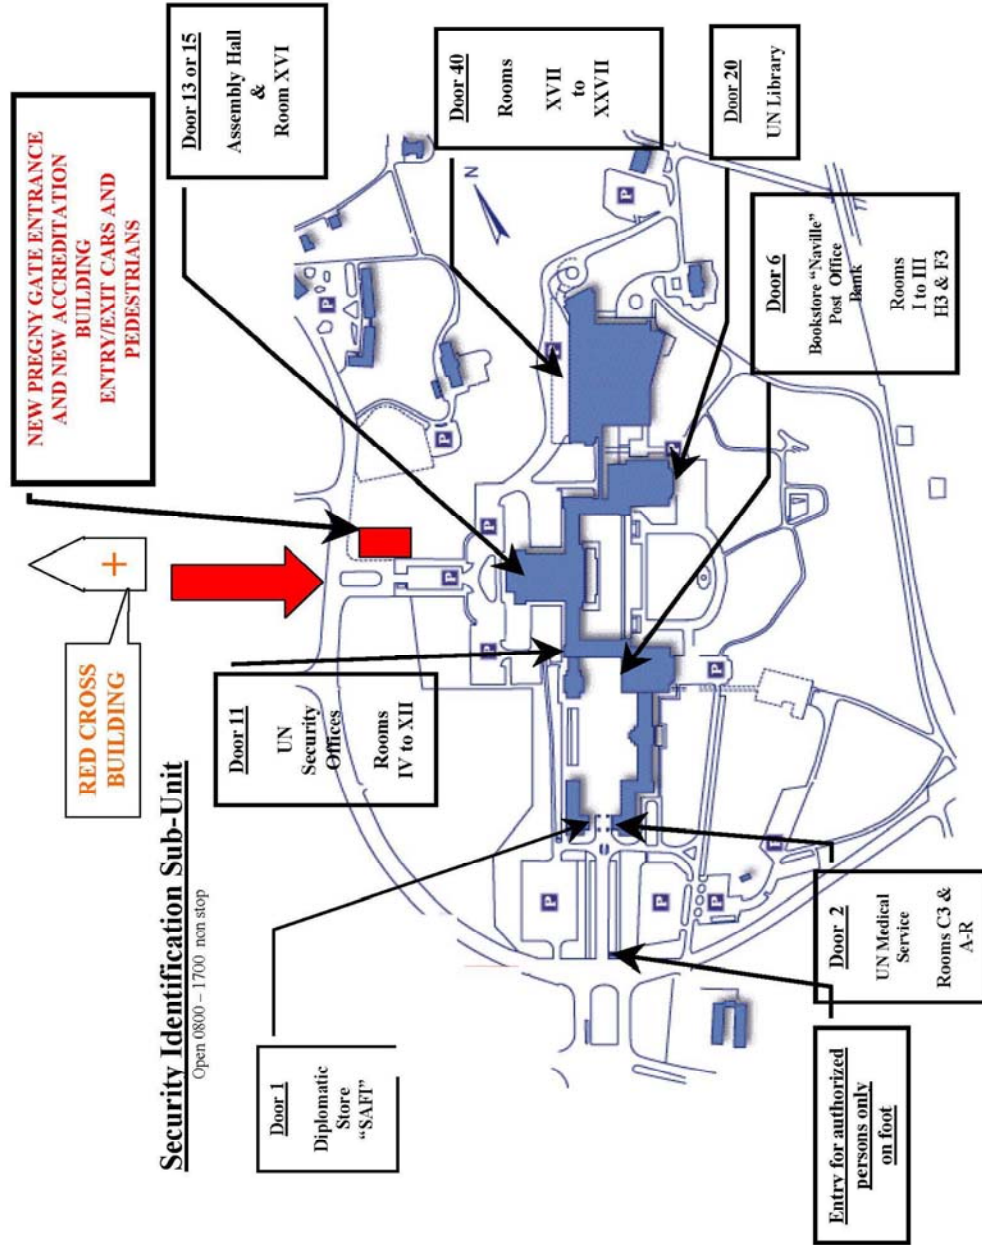 NEW PREGNY GATE ENTRANCE
AND NEW ACCREDITATION
BUILDING
ENTRY/EXIT CARS AND
PEDESTRIANS
RED CROSS
BUILDING
Security Identification Sub-Unit
Open 0800 – 1700 non stop
Door 13 or 15
Assembly Hall
&
Room XVI
Door 40
Rooms
XVII
to
XXVII
Door 20
UN Library
Door 6
Bookstore “Naville”
Post Office
Bank
Rooms
I to III
H3 & F3
Door 11
UN
Security
Offices
Rooms
IV to XII
Door 1
Diplomatic
Store
“SAFI”
Door 2
UN Medical
Service
Rooms C3 &
A-R
Entry for authorized
persons only
on foot
N
P
P
P
P
P
P
P
P
P
P
P
P
P
P